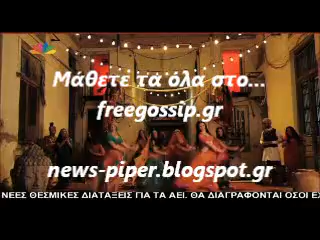 Μάθετε τα όλα στο...
freegossip.gr
news-piper.blogspot.gr
ΝΕΕΣ ΘΕΣΜΙΚΕΣ ΔΙΑΤΑΞΕΙΣ ΓΙΑ ΤΑ ΑΕΙ. ΘΑ ΔΙΑΓΡΑΦΟΝΤΑΙ ΟΣΟΙ ΕΞ